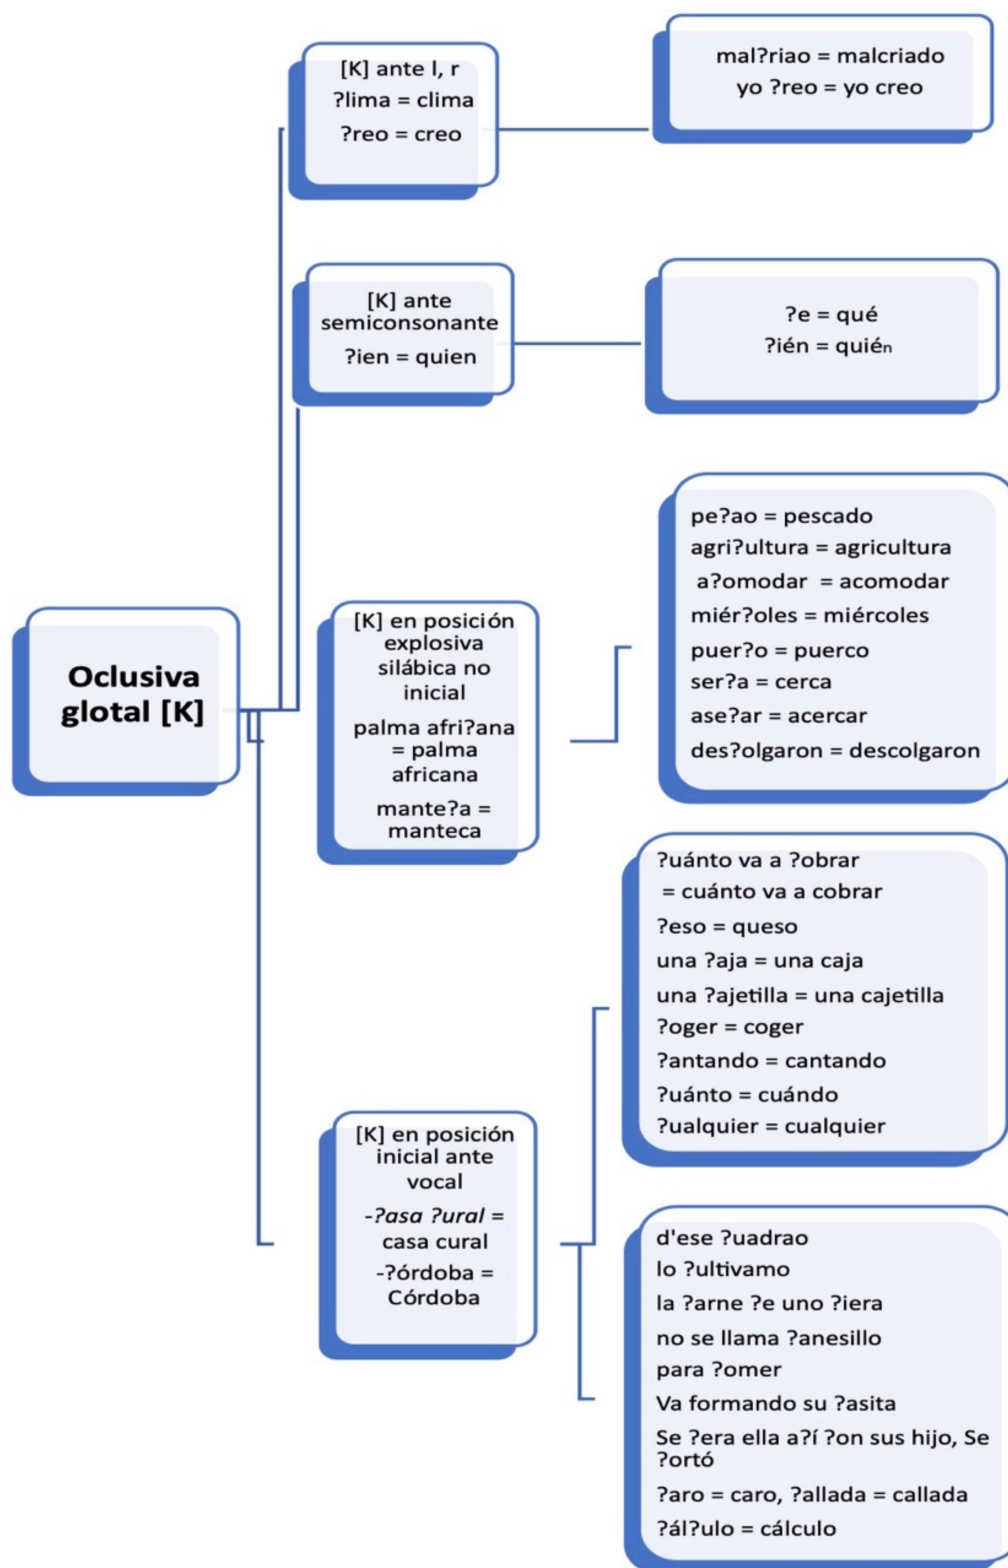 [K] ante l, r
?lima = clima
?reo = creo
mal?riao = malcriado
yo ?reo = yo creo
[K] ante
semiconsonante
?ien = quien
?e = qué
?ién = quién
Oclusiva
glotal [K]
[K] en posición
explosiva
silábica no
inicial
palma afri?ana
= palma
africana
mante?a =
manteca
pe?ao = pescado
agri?ultura = agricultura
a?omodar = acomodar
miér?oles = miércoles
puer?o = puerco
ser?a = cerca
ase?ar = acercar
des?olgaron = descolgaron
[K] en posición
inicial ante
vocal
-?asa ?ural =
casa cural
-?órdoba =
Córdoba
?uánto va a ?obrar
= cuánto va a cobrar
?eso = queso
una ?aja = una caja
una ?ajetilla = una cajetilla
?oger = coger
?antando = cantando
?uánto = cuándo
?ualquier = cualquier
d'ese ?uadrao
lo ?ultivamo
la ?arne ?e uno ?iera
no se llama ?anesillo
para ?omer
Va formando su ?asita
Se ?era ella a?í ?on sus hijo, Se
?ortó
?aro = caro, ?allada = callada
?ál?ulo = cálculo